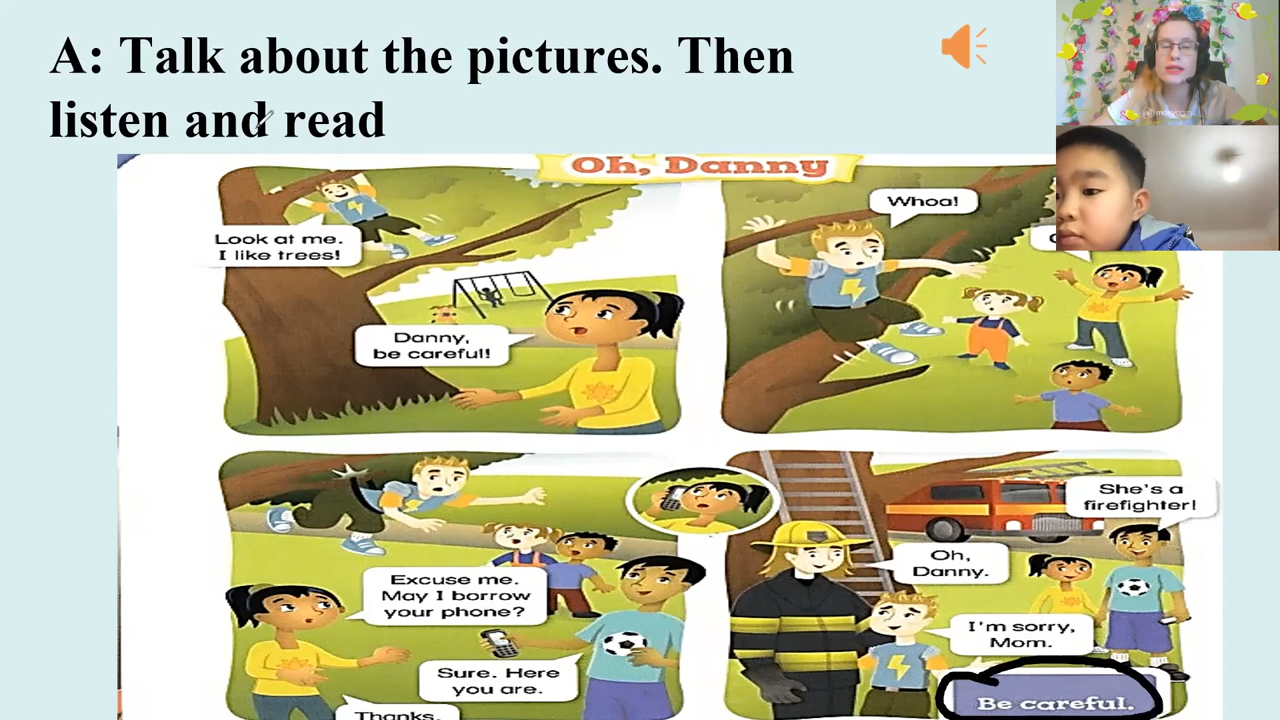 A: Talk about the pictures. Then
listen and read
Oh, Danny
Look at me.
I like trees!
Danny,
be careful!
Whoa!
Excuse me.
May I borrow
your phone?
Sure. Here
you are.
Thanks.
She's a
firefighter!
Oh,
Danny.
I'm sorry,
Mom.
Be careful.